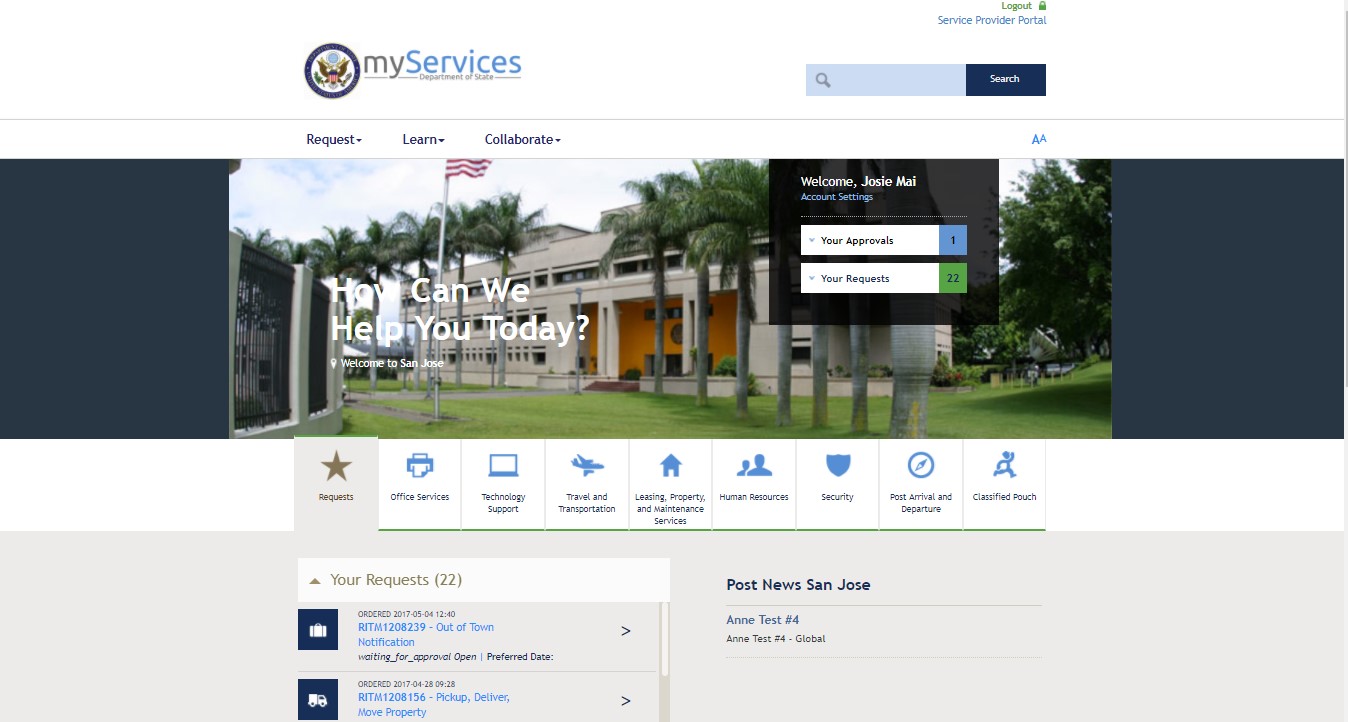 Logout
Service Provider Portal
myServices
Department of State
Search
Request
Learn
Collaborate
AA
Welcome, Josie Mai
Account Settings
Your Approvals 1
Your Requests 22
How Can We
Help You Today?
Welcome to San Jose
Requests
Office Services
Technology
Support
Travel and
Transportation
Leasing, Property,
and Maintenance
Services
Human Resources
Security
Post Arrival and
Departure
Classified Pouch
Your Requests (22)
ORDERED 2017-05-04 12:40
RITM1208239 - Out of Town
Notification
waiting_for_approval Open | Preferred Date:
>
ORDERED 2017-04-28 09:28
RITM1208156 - Pickup, Deliver,
Move Property
>
Post News San Jose
Anne Test #4
Anne Test #4 - Global